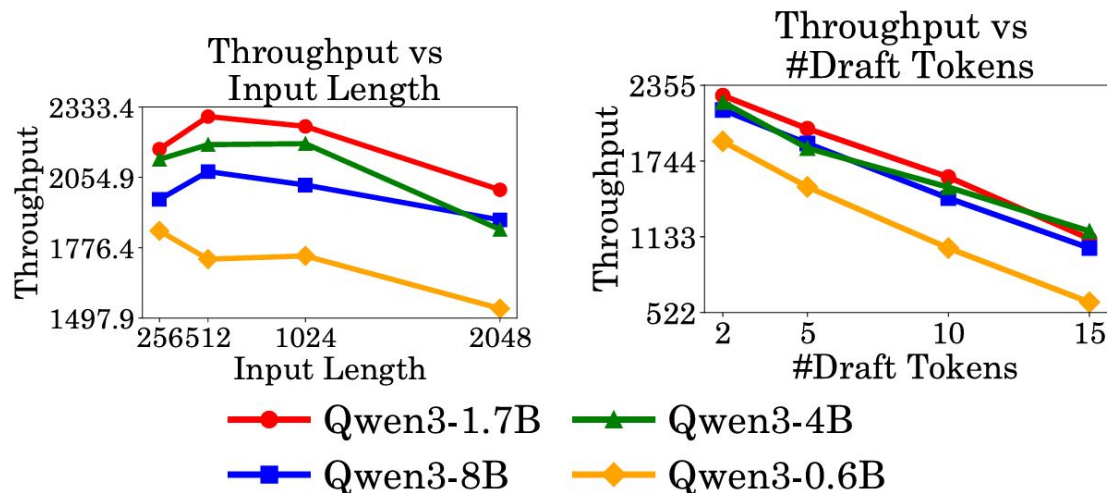 Throughput vs
Input Length
Throughput
2333.4
2054.9
1776.4
1497.9
256 512 1024 2048
Input Length
Throughput vs
#Draft Tokens
Throughput
2355
1744
1133
522
2 5 10 15
#Draft Tokens
Qwen3-1.7B Qwen3-4B
Qwen3-8B Qwen3-0.6B